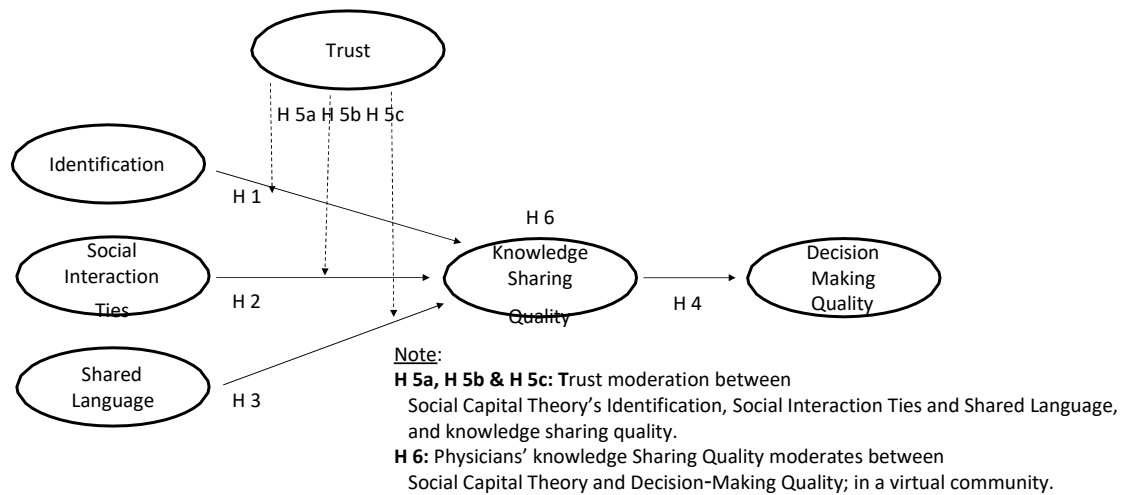 Trust
H 5a H 5b H 5c
Identification
H 1
H 6
Social
Interaction
Ties
H 2
Knowledge
Sharing
Quality
H 4
Decision
Making
Quality
Shared
Language
H 3
Note:
H 5a, H 5b & H 5c: Trust moderation between
Social Capital Theory’s Identification, Social Interaction Ties and Shared Language,
and knowledge sharing quality.
H 6: Physicians’ knowledge Sharing Quality moderates between
Social Capital Theory and Decision-Making Quality; in a virtual community.